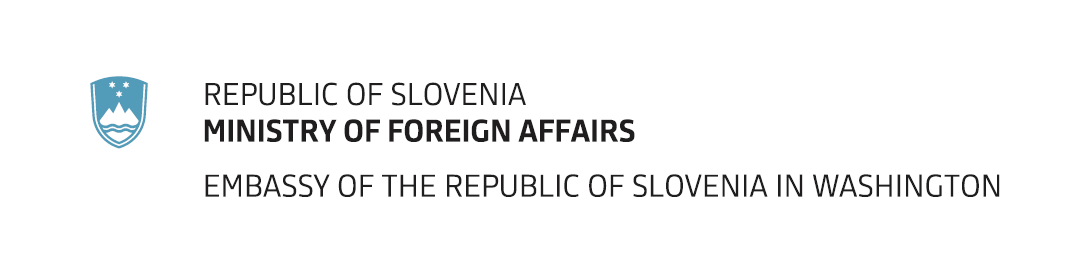 REPUBLIC OF SLOVENIA
MINISTRY OF FOREIGN AFFAIRS
EMBASSY OF THE REPUBLIC OF SLOVENIA IN WASHINGTON